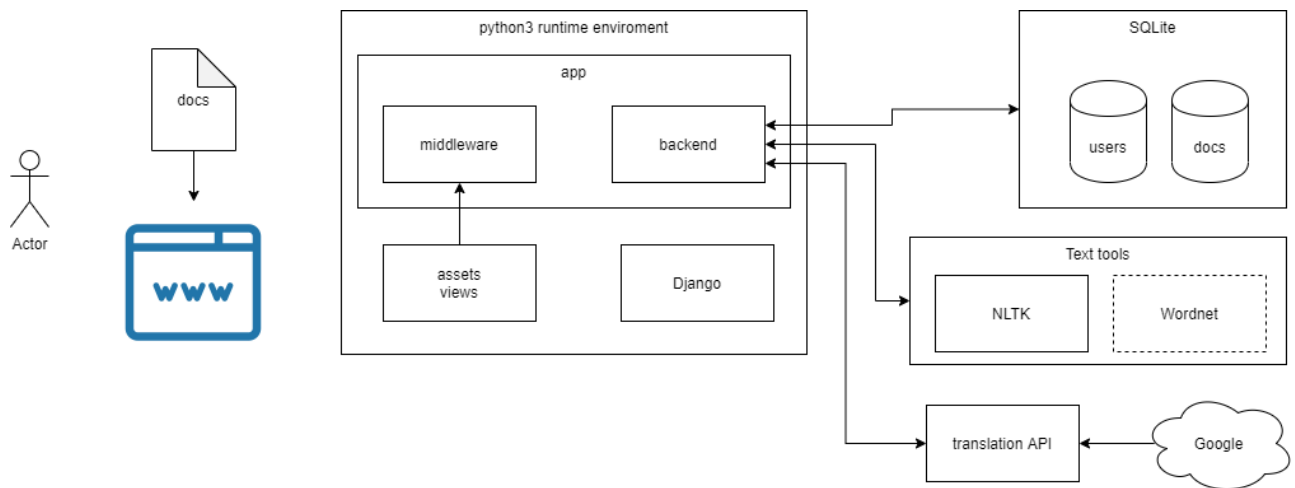 python3 runtime enviroment
SQLite
app
docs
middleware
backend
users
docs
Actor
www
assets
views
Django
Text tools
NLTK
Wordnet
translation API
Google